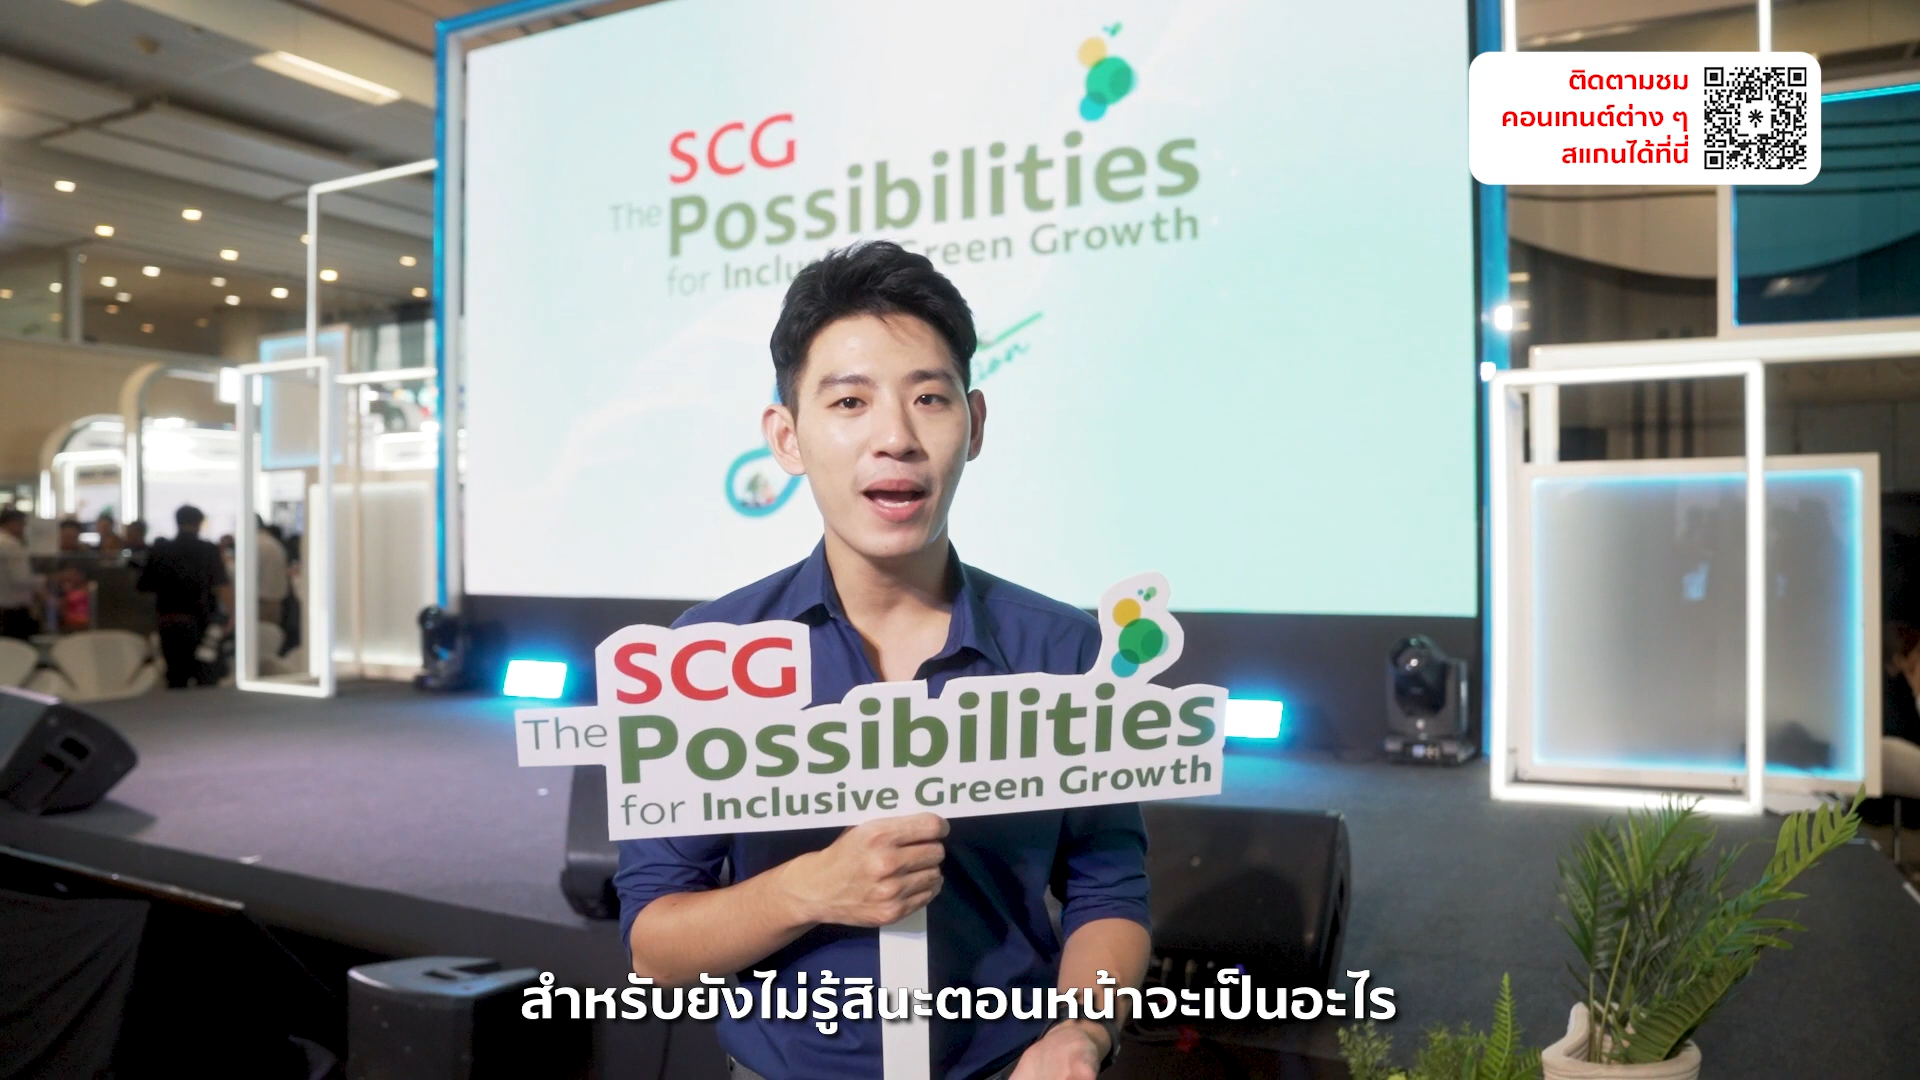 SCG
The Possibilities
for Inclu Green Growth
ติดตามชม
คอนเทนต์ต่าง ๆ
สแกนได้ที่นี่
SCG
The Possibilities
for Inclusive Green Growth
สำหรับยังไม่รู้สินะตอนหน้าจะเป็นอะไร